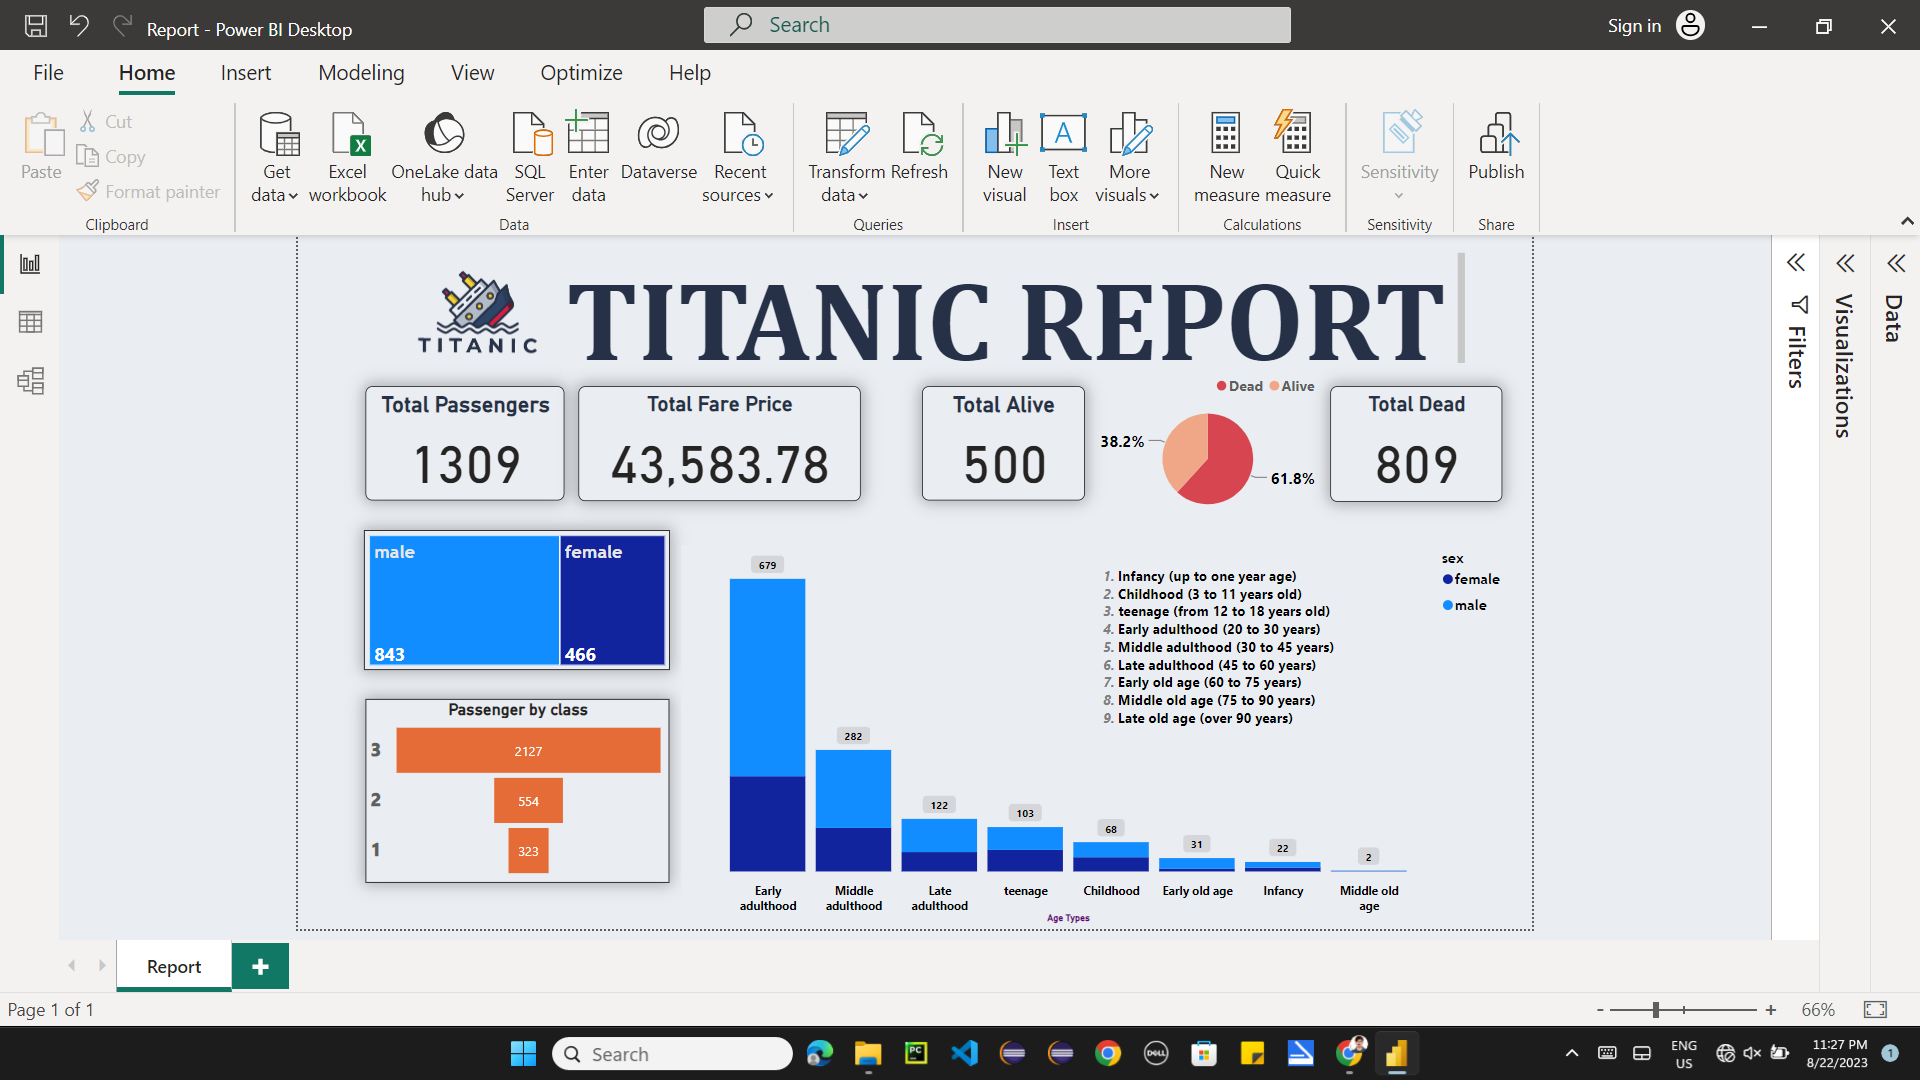 Report - Power BI Desktop
Search
Sign in
File Home Insert Modeling View Optimize Help
Paste
Cut
Copy
Format painter
Clipboard
Get data
Excel workbook
OneLake data hub
SQL Server
Enter data
Dataverse
Recent sources
Data
Transform data
Refresh
Queries
New visual
Text box
A
More visuals
Insert
New measure
Quick measure
Calculations
Sensitivity
Sensitivity
Publish
Share
TITANIC
TITANIC REPORT
Total Passengers
1309
Total Fare Price
43,583.78
Total Alive
500
Dead Alive
38.2%
61.8%
Total Dead
809
male
843
female
466
Passenger by class
3 2127
2 554
1 323
679
282
122
103
68
31
22
2
Early adulthood
Middle adulthood
Late adulthood
teenage
Childhood
Early old age
Infancy
Middle old age
Age Types
1. Infancy (up to one year age)
2. Childhood (3 to 11 years old)
3. teenage (from 12 to 18 years old)
4. Early adulthood (20 to 30 years)
5. Middle adulthood (30 to 45 years)
6. Late adulthood (45 to 60 years)
7. Early old age (60 to 75 years)
8. Middle old age (75 to 90 years)
9. Late old age (over 90 years)
sex
female
male
Filters
Visualizations
Data
Report
Page 1 of 1
- + 66%
Search
PC
DELL
ENG
US
11:27 PM
8/22/2023
1